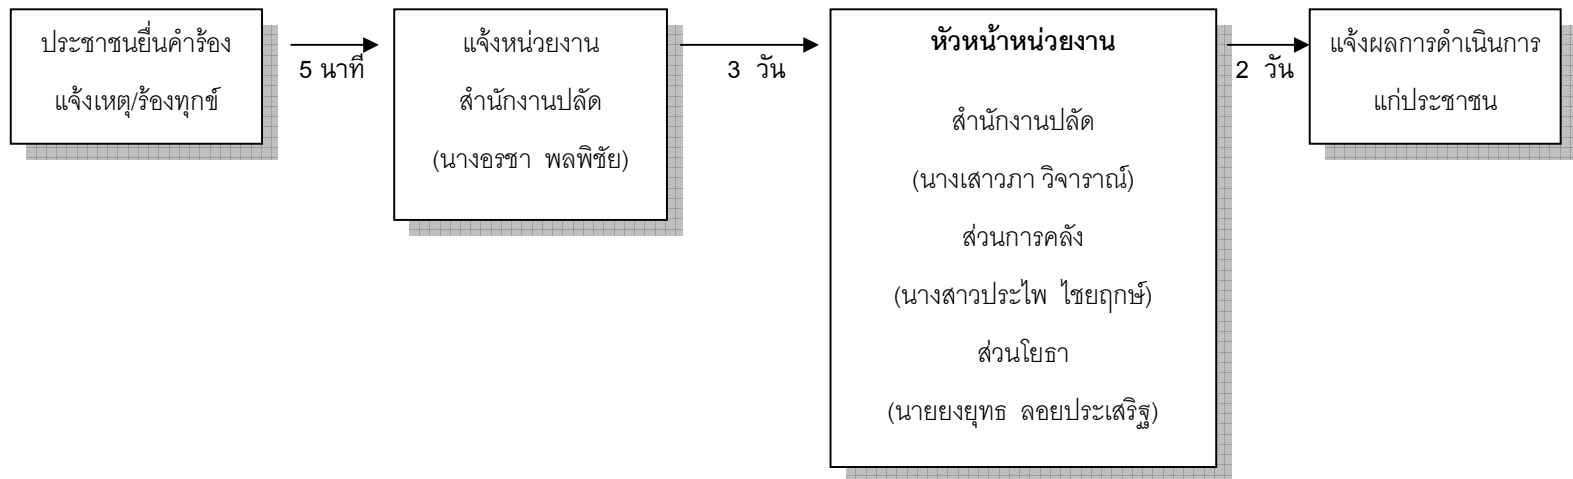 ประชาชนยื่นคำร้อง
แจ้งเหตุ/ร้องทุกข์
5 นาที
แจ้งหน่วยงาน
สำนักงานปลัด
(นางอรชา พลพิชัย)
3 วัน
หัวหน้าหน่วยงาน
สำนักงานปลัด
(นางเสาวภา วิจาราณ์)
ส่วนการคลัง
(นางสาวประไพ ไชยฤกษ์)
ส่วนโยธา
(นายยงยุทธ ลอยประเสริฐ)
2 วัน
แจ้งผลการดำเนินการ
แก่ประชาชน